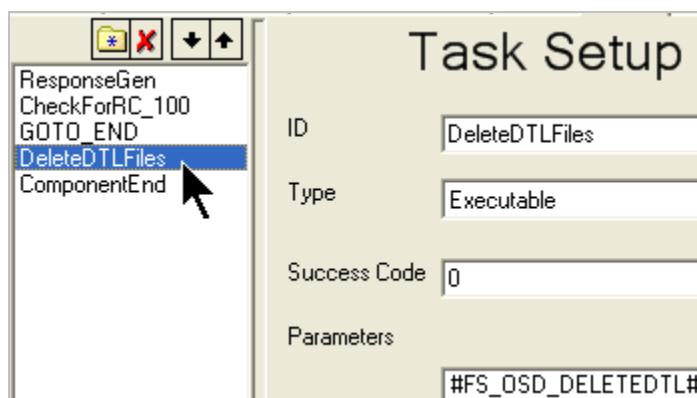 Task Setup
ResponseGen
CheckForRC_100
GOTO_END
DeleteDTLFiles
ComponentEnd
ID
DeleteDTLFiles
Type
Executable
Success Code
0
Parameters
#FS_OSD_DELETEDTL#